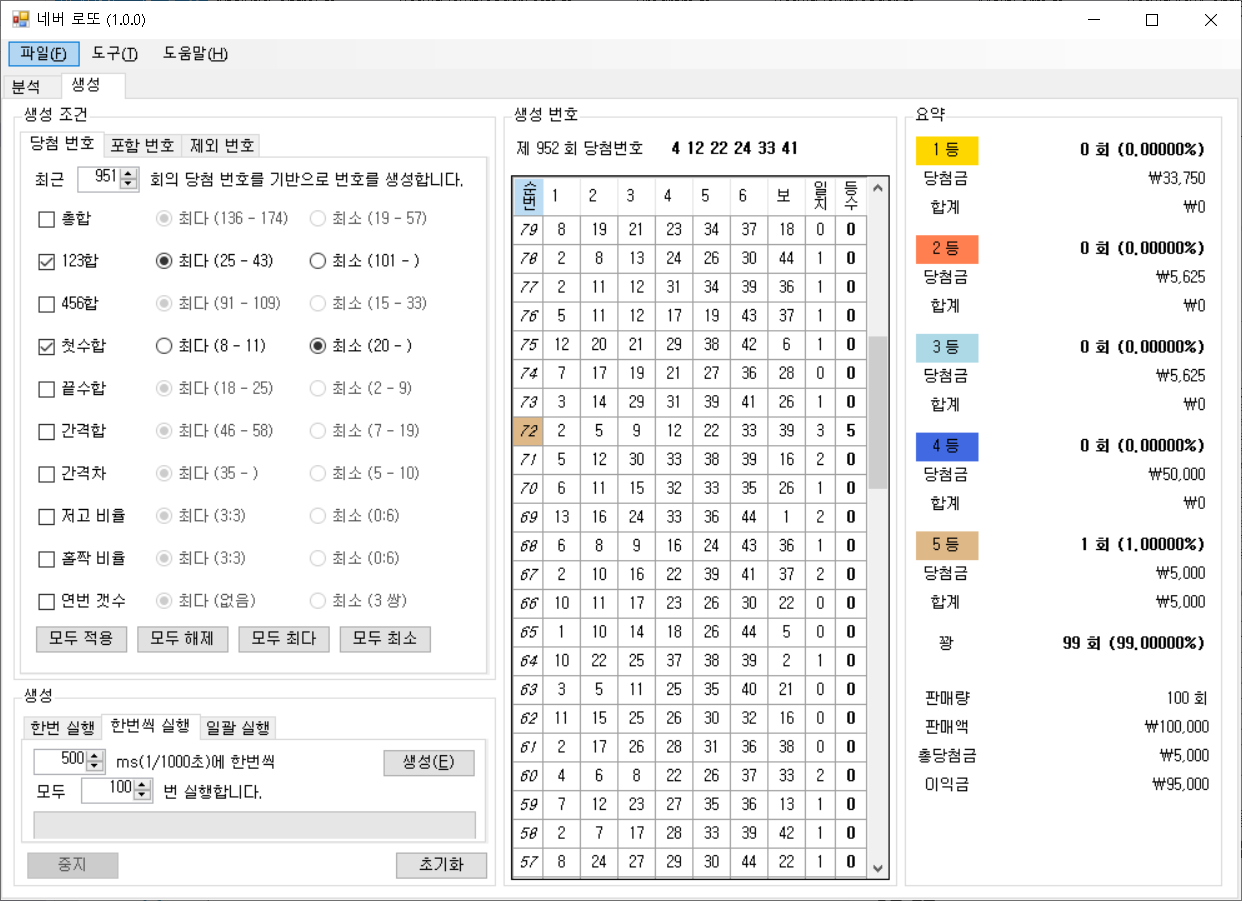 네버 로또 (1.0.0)
파일(F) 도구(T) 도움말(H)
분석 생성
생성 조건
당첨 번호 포함 번호 제외 번호
최근 951 회의 당첨 번호를 기반으로 번호를 생성합니다.
총합 최다 (136 - 174) 최소 (19 - 57)
123합 최다 (25 - 43) 최소 (101 - )
456합 최다 (91 - 109) 최소 (15 - 33)
첫수합 최다 (8 - 11) 최소 (20 - )
끝수합 최다 (18 - 25) 최소 (2 - 9)
간격합 최다 (46 - 58) 최소 (7 - 19)
간격차 최다 (35 - ) 최소 (5 - 10)
저고 비율 최다 (3:3) 최소 (0:6)
홀짝 비율 최다 (3:3) 최소 (0:6)
연번 갯수 최다 (없음) 최소 (3 쌍)
모두 적용 모두 해제 모두 최다 모두 최소
생성
한번 실행 한번씩 실행 일괄 실행
500 ms(1/1000초)에 한번씩 생성(E)
모두 100 번 실행합니다.
중지 초기화
생성 번호
제 952 회 당첨번호 4 12 22 24 33 41
순번 1 2 3 4 5 6 보 일치 등수
79 8 19 21 23 34 37 18 0 0
78 2 8 13 24 26 30 44 1 0
77 2 11 12 31 34 39 36 1 0
76 5 11 12 17 19 43 37 1 0
75 12 20 21 29 38 42 6 1 0
74 7 17 19 21 27 36 28 0 0
73 3 14 29 31 39 41 26 1 0
72 2 5 9 12 22 33 39 3 5
71 5 12 30 33 38 39 16 2 0
70 6 11 15 32 33 35 26 1 0
69 13 16 24 33 36 44 1 2 0
68 6 8 9 16 24 43 36 1 0
67 2 10 16 22 39 41 37 2 0
66 10 11 17 23 26 30 22 0 0
65 1 10 14 18 26 44 5 0 0
64 10 22 25 37 38 39 2 1 0
63 3 5 11 25 35 40 21 0 0
62 11 15 25 26 30 32 16 0 0
61 2 17 26 28 31 36 38 0 0
60 4 6 8 22 26 37 33 2 0
59 7 12 23 27 35 36 13 1 0
58 2 7 17 28 33 39 42 1 0
57 8 24 27 29 30 44 22 1 0
요약
1 등 0 회 (0.00000%)
당첨금 ₩33,750
합계 ₩0
2 등 0 회 (0.00000%)
당첨금 ₩5,625
합계 ₩0
3 등 0 회 (0.00000%)
당첨금 ₩5,625
합계 ₩0
4 등 0 회 (0.00000%)
당첨금 ₩50,000
합계 ₩0
5 등 1 회 (1.00000%)
당첨금 ₩5,000
합계 ₩5,000
꽝 99 회 (99.00000%)
판매량 100 회
판매액 ₩100,000
총당첨금 ₩5,000
이익금 ₩95,000